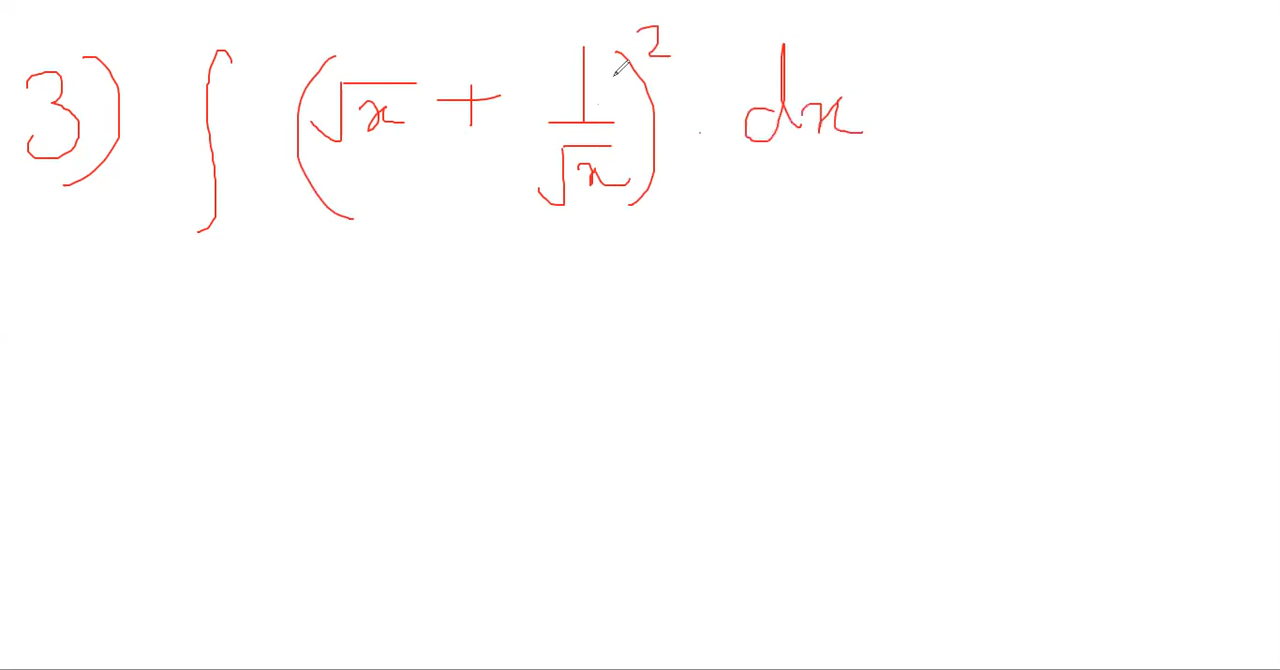 3) ∫ (√x + 1/√x)² dx